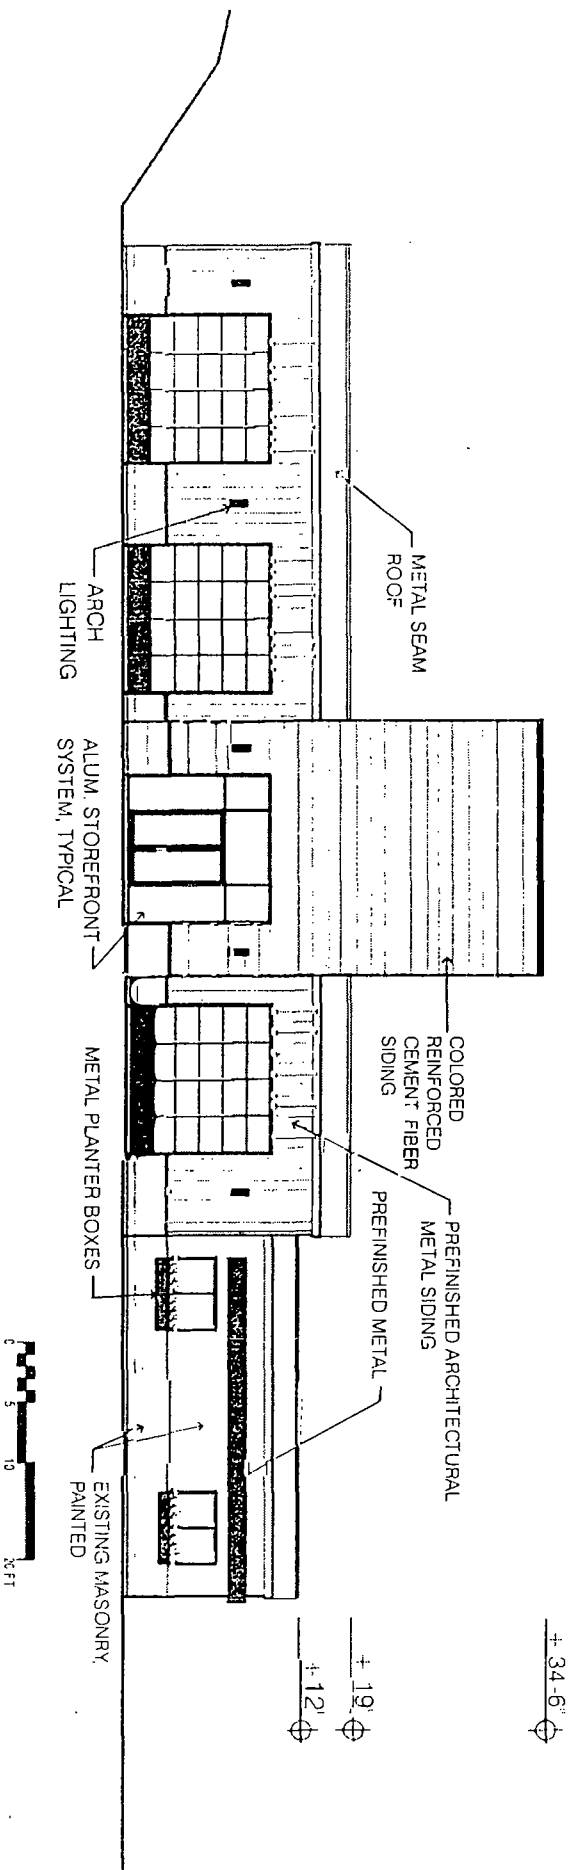 + 34-6"
+ 19'
+ 12'
METAL SEAM
ROOF
COLORED
REINFORCED
CEMENT FIBER
SIDING
PREFINISHED ARCHITECTURAL
METAL SIDING
PREFINISHED METAL
ARCH
LIGHTING
ALUM. STOREFRONT
SYSTEM, TYPICAL
METAL PLANTER BOXES
EXISTING MASONRY,
PAINTED
0 5 10 20 FT